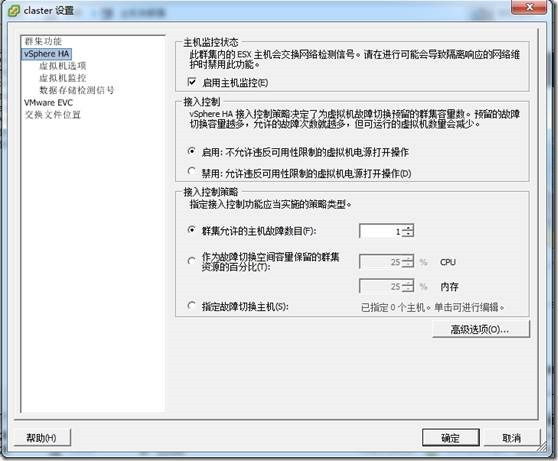 claster 设置
群集功能
vSphere HA
虚拟机选项
虚拟机监控
数据存储检测信号
VMware EVC
交换文件位置
主机监控状态
此群集内的 ESX 主机会交换网络检测信号。请在进行可能会导致隔离响应的网络维
护时禁用此功能。
启用主机监控(E)
接入控制
vSphere HA 接入控制策略决定了为虚拟机故障切换预留的群集容量数。预留的故障
切换容量越多，允许的故障次数就越多，但可运行的虚拟机数量会减少。
启用: 不允许违反可用性限制的虚拟机电源打开操作
禁用: 允许违反可用性限制的虚拟机电源打开操作(D)
接入控制策略
指定接入控制功能应当实施的策略类型。
群集允许的主机故障数目(F):
1
作为故障切换空间容量保留的群集
资源的百分比(T):
25 % CPU
25 % 内存
指定故障切换主机(S):
已指定 0 个主机。单击可进行编辑。
高级选项(O)...
帮助(H)
确定
取消